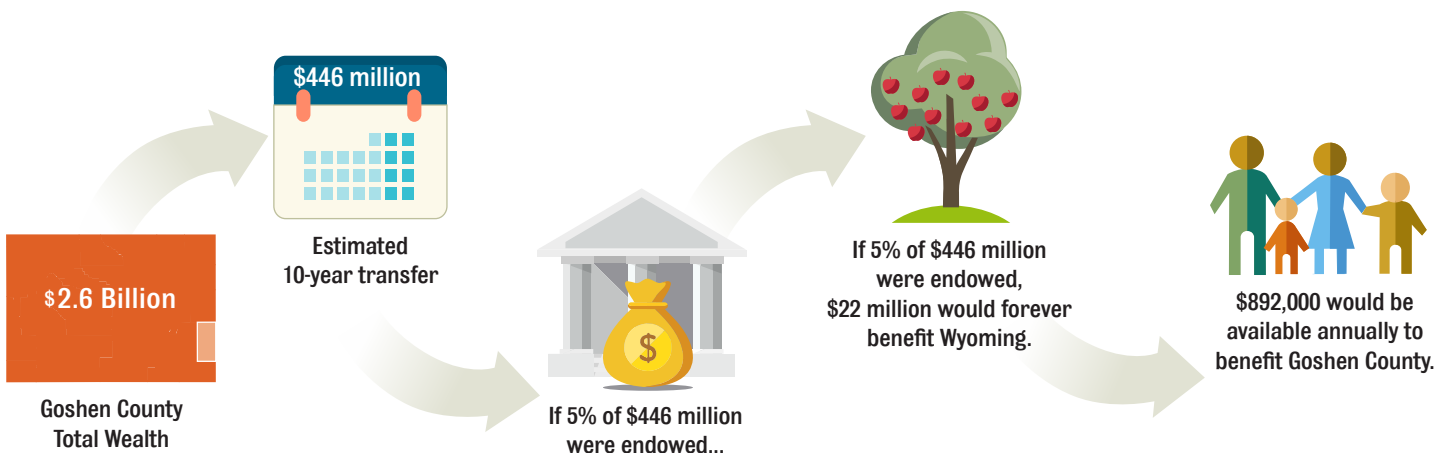 $2.6 Billion
Goshen County
Total Wealth
$446 million
Estimated
10-year transfer
$
If 5% of $446 million
were endowed...
If 5% of $446 million
were endowed,
$22 million would forever
benefit Wyoming.
$892,000 would be
available annually to
benefit Goshen County.